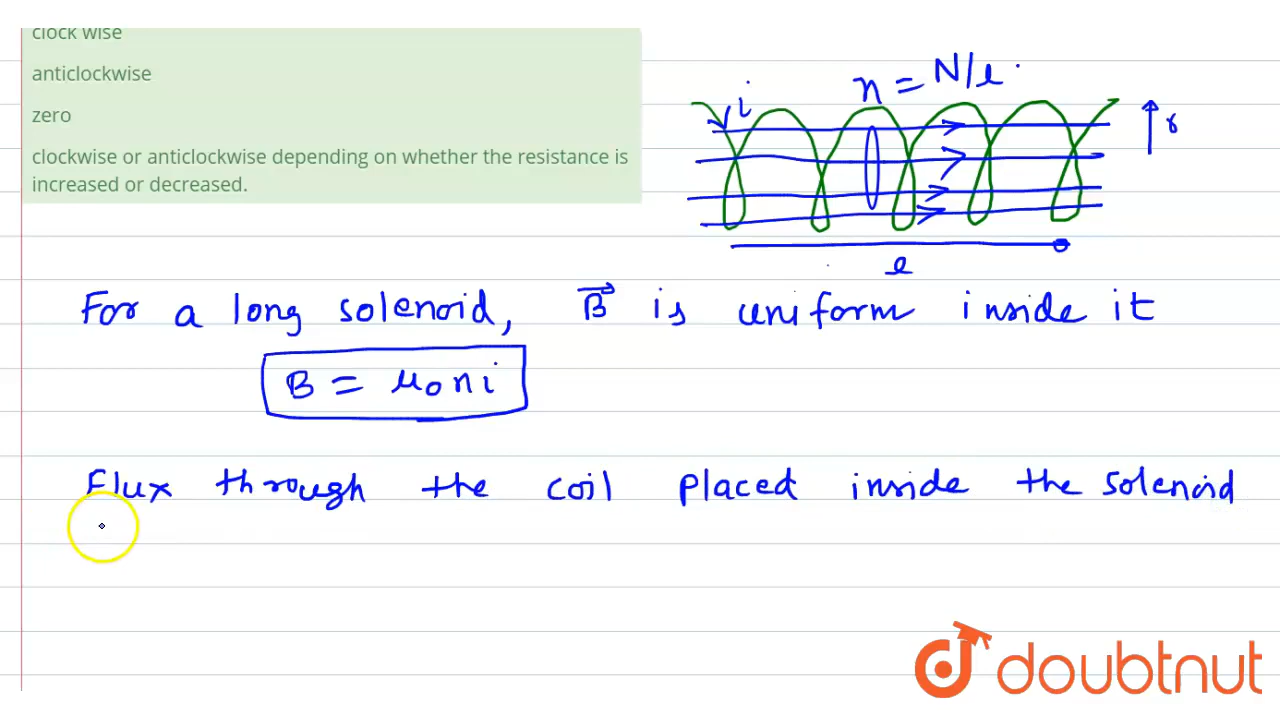 clock wise
anticlockwise
zero
clockwise or anticlockwise depending on whether the resistance is
increased or decreased.
i
n = N/l
r
l
For a long solenoid, B⃗ is uniform inside it
B = μ₀ni
Flux through the coil placed inside the solenoid
doubtnut